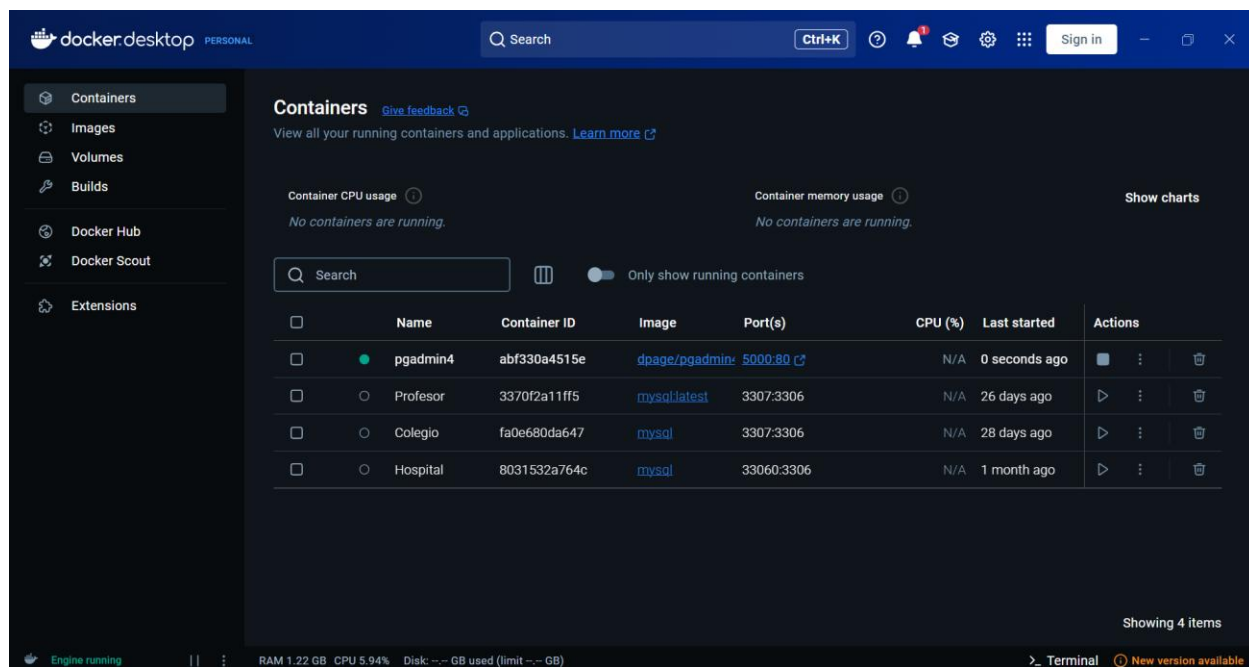 docker.desktop PERSONAL Search Ctrl+K 1 Sign in
Containers
Images
Volumes
Builds
Docker Hub
Docker Scout
Extensions
Containers Give feedback
View all your running containers and applications. Learn more
Container CPU usage
No containers are running.
Container memory usage
No containers are running.
Show charts
Search Only show running containers
Name Container ID Image Port(s) CPU (%) Last started Actions
pgadmin4 abf330a4515e dpage/pgadmin4 5000:80 N/A 0 seconds ago
Profesor 3370f2a11ff5 mysql:latest 3307:3306 N/A 26 days ago
Colegio fa0e680da647 mysql 3307:3306 N/A 28 days ago
Hospital 8031532a764c mysql 33060:3306 N/A 1 month ago
Showing 4 items
Engine running RAM 1.22 GB CPU 5.94% Disk: --.-- GB used (limit --.-- GB) >_ Terminal New version available